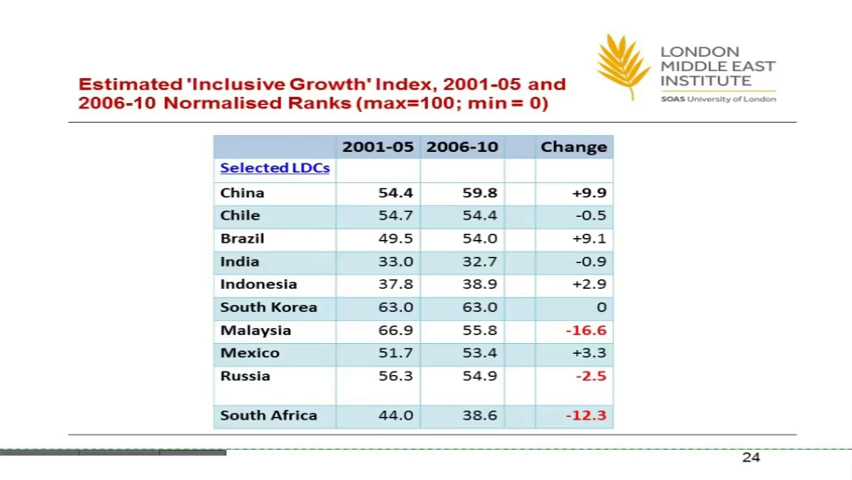 LONDON
MIDDLE EAST
INSTITUTE
SOAS University of London
Estimated 'Inclusive Growth' Index, 2001-05 and
2006-10 Normalised Ranks (max=100; min = 0)
2001-05 2006-10 Change
Selected LDCs
China 54.4 59.8 +9.9
Chile 54.7 54.4 -0.5
Brazil 49.5 54.0 +9.1
India 33.0 32.7 -0.9
Indonesia 37.8 38.9 +2.9
South Korea 63.0 63.0 0
Malaysia 66.9 55.8 -16.6
Mexico 51.7 53.4 +3.3
Russia 56.3 54.9 -2.5
South Africa 44.0 38.6 -12.3
24